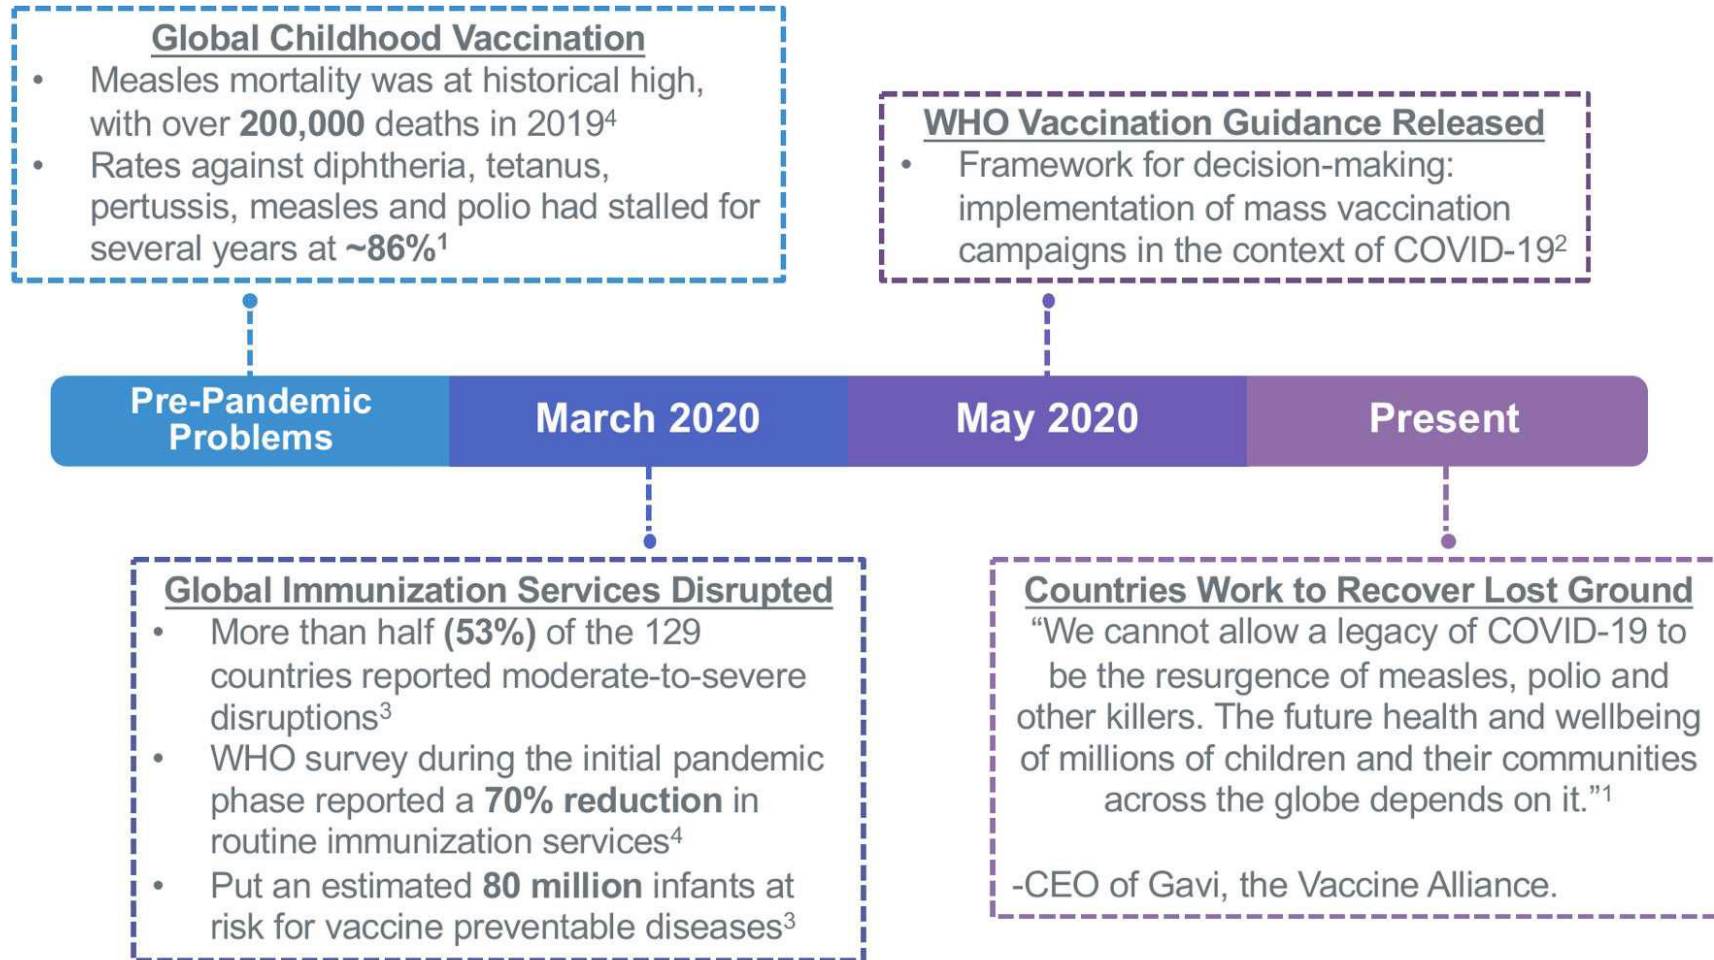 Global Childhood Vaccination
• Measles mortality was at historical high,
with over 200,000 deaths in 2019⁴
• Rates against diphtheria, tetanus,
pertussis, measles and polio had stalled for
several years at ~86%¹
WHO Vaccination Guidance Released
• Framework for decision-making:
implementation of mass vaccination
campaigns in the context of COVID-19²
Pre-Pandemic
Problems
March 2020
May 2020
Present
Global Immunization Services Disrupted
• More than half (53%) of the 129
countries reported moderate-to-severe
disruptions³
• WHO survey during the initial pandemic
phase reported a 70% reduction in
routine immunization services⁴
• Put an estimated 80 million infants at
risk for vaccine preventable diseases³
Countries Work to Recover Lost Ground
“We cannot allow a legacy of COVID-19 to
be the resurgence of measles, polio and
other killers. The future health and wellbeing
of millions of children and their communities
across the globe depends on it.”¹
-CEO of Gavi, the Vaccine Alliance.